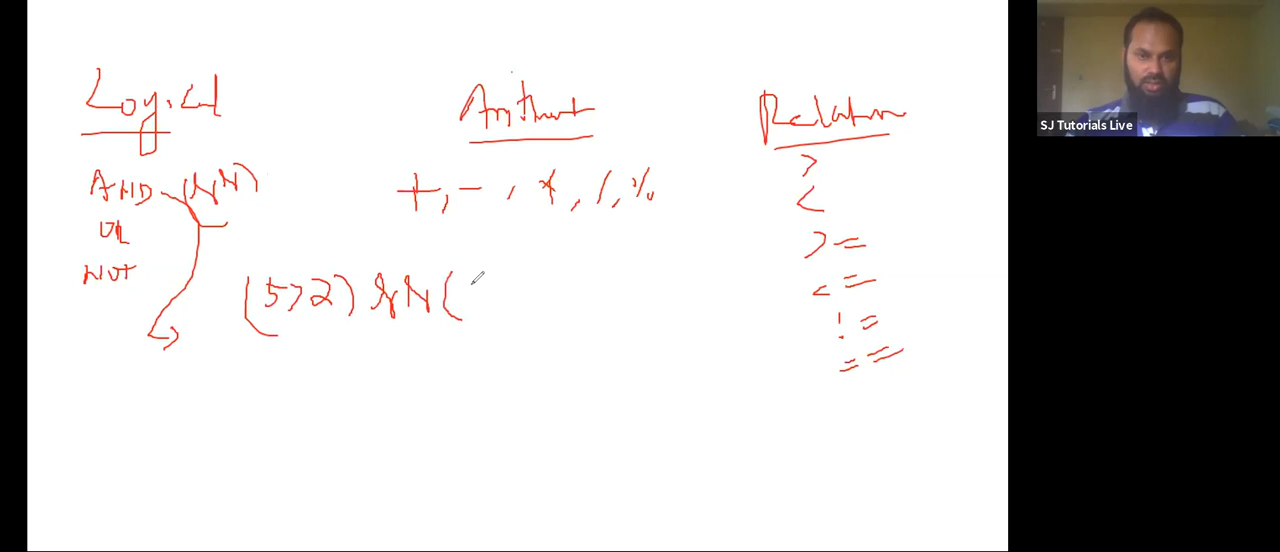 Logical
AND - (&&)
OR
NOT
Arithmet
+, -, *, /, %
(5>2) && (
Relation
>
<
>=
<=
!=
==
SJ Tutorials Live